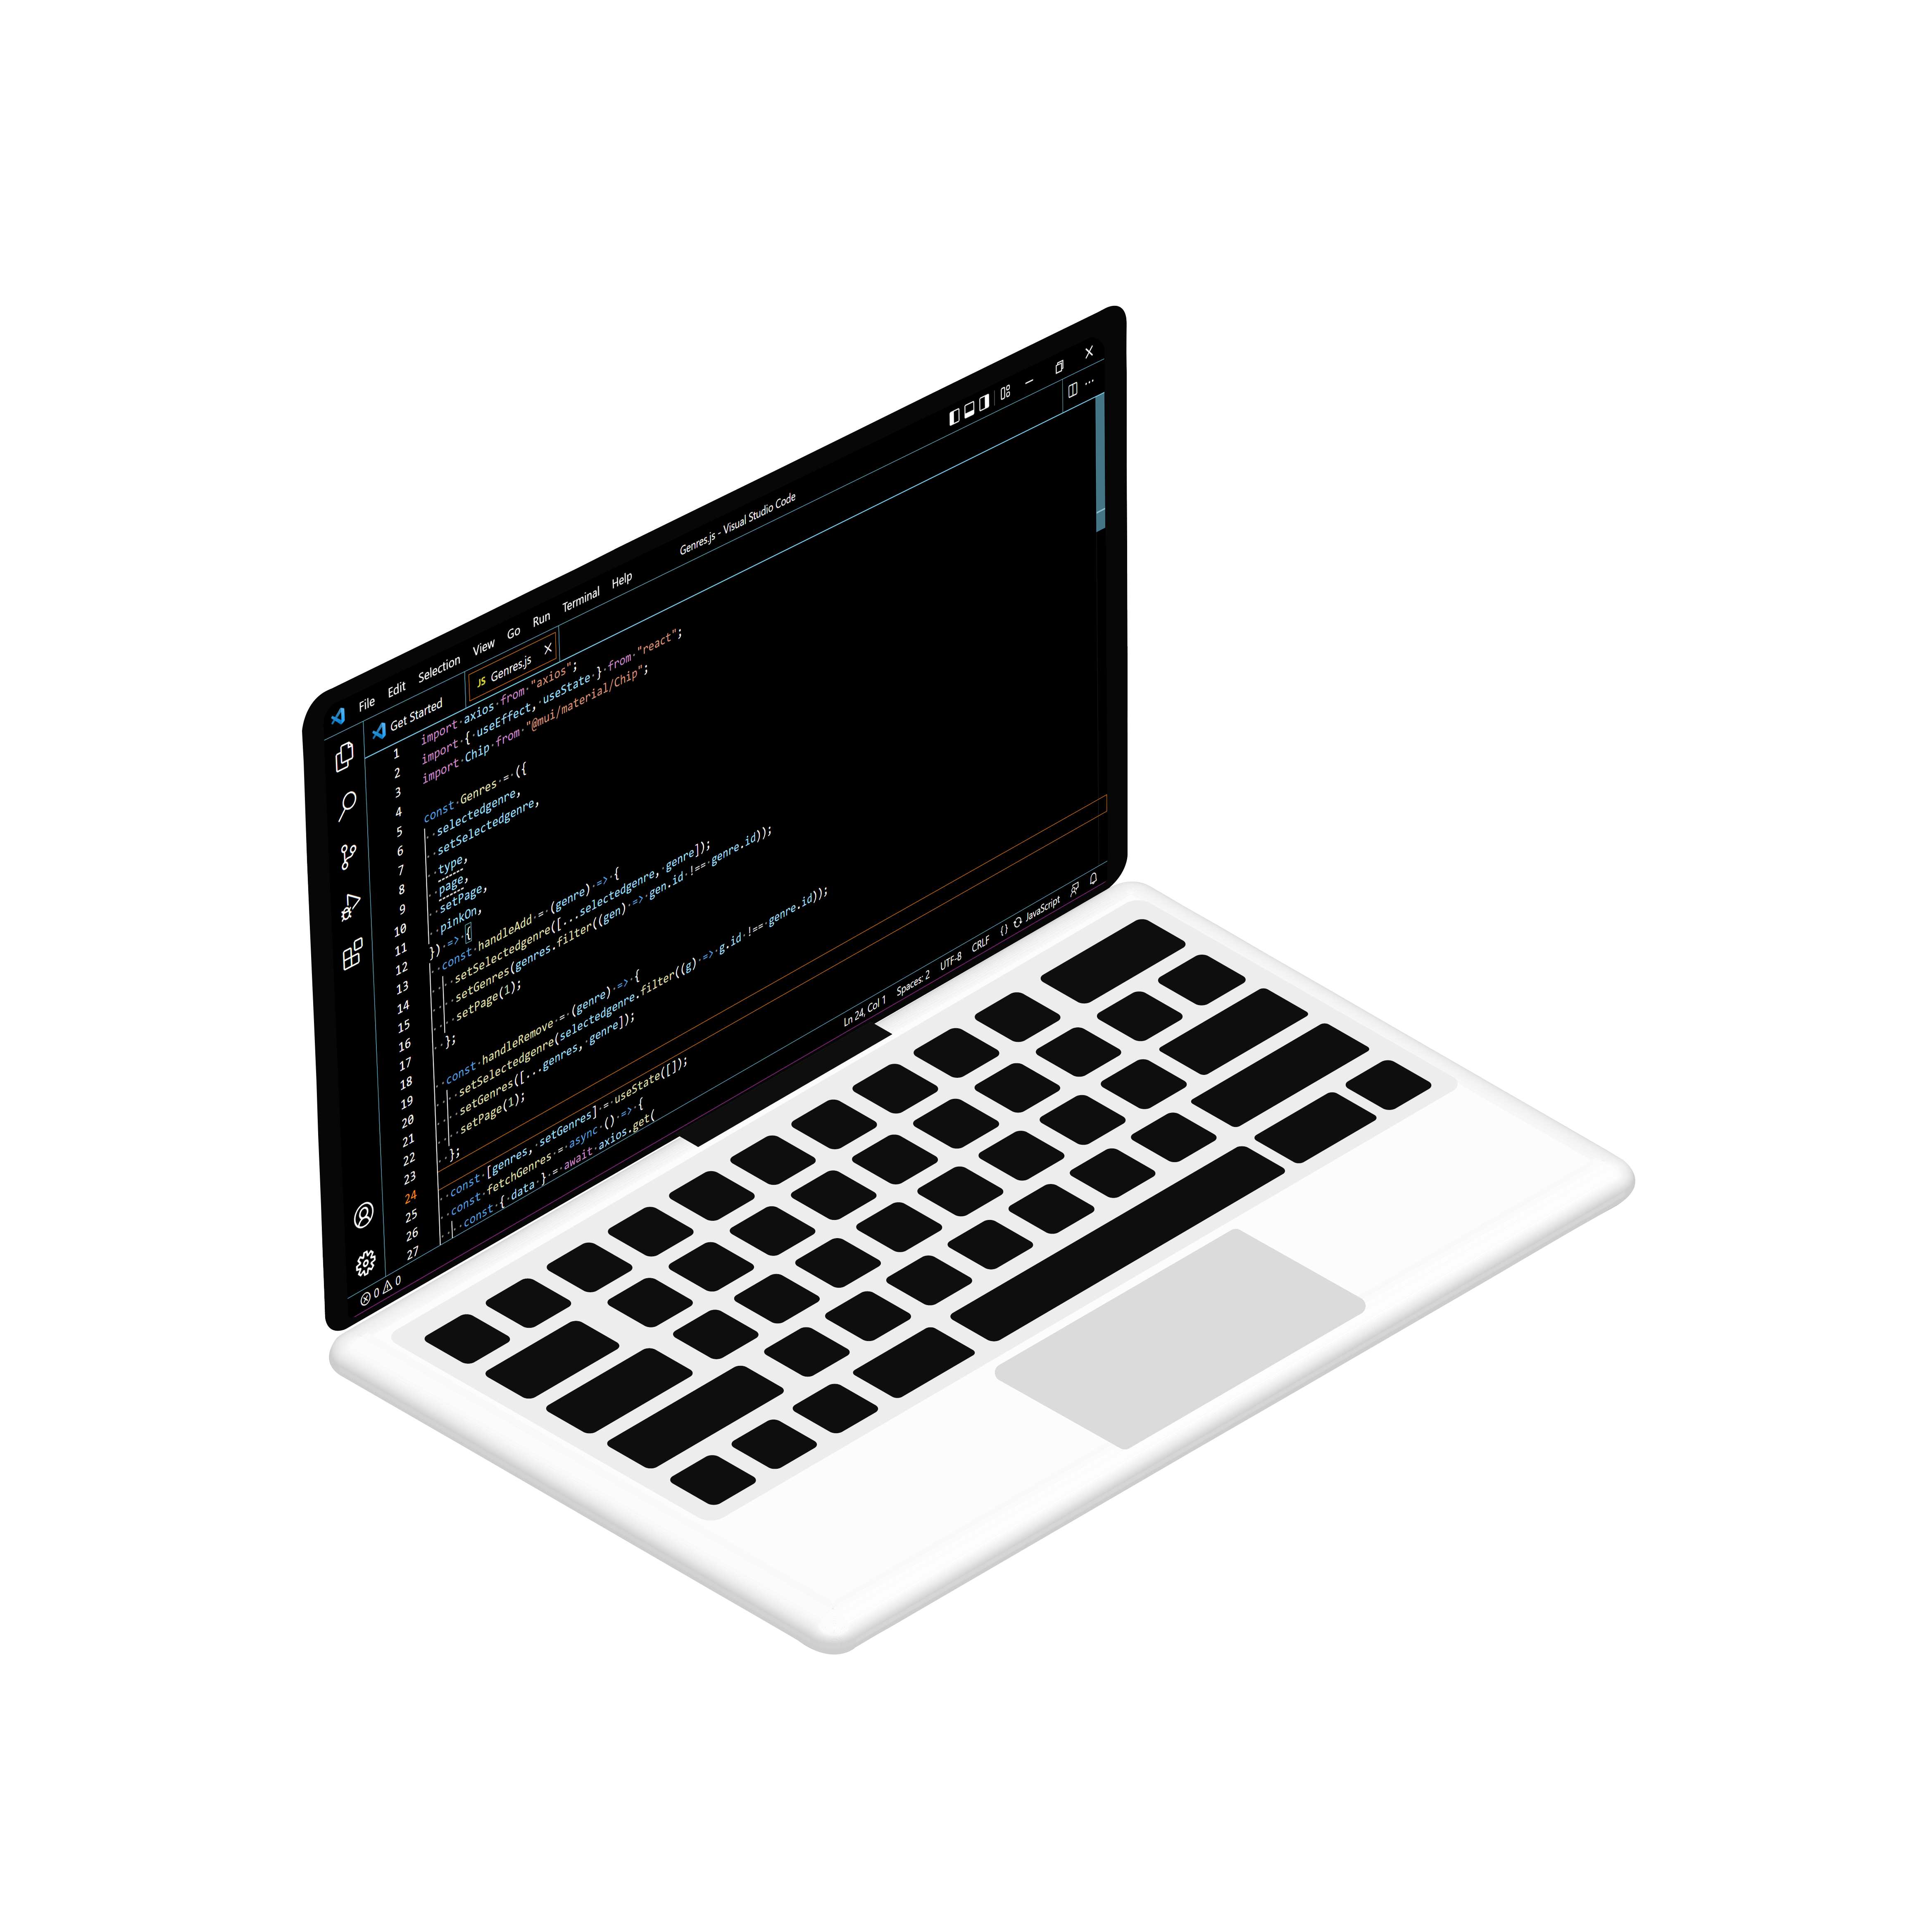 File Edit Selection View Go Run Terminal Help Genres.js - Visual Studio Code
Get Started JS Genres.js
1 import axios from "axios";
2 import { useEffect, useState } from "react";
3 import Chip from "@mui/material/Chip";
4
5 const Genres = ({
6 selectedgenre,
7 setSelectedgenre,
8 type,
9 page,
10 setPage,
11 pinkOn,
12 }) => {
13 const handleAdd = (genre) => {
14 setSelectedgenre([...selectedgenre, genre]);
15 setGenres(genres.filter((gen) => gen.id !== genre.id));
16 setPage(1);
17 };
18
19 const handleRemove = (genre) => {
20 setSelectedgenre(selectedgenre.filter((g) => g.id !== genre.id));
21 setGenres([...genres, genre]);
22 setPage(1);
23 };
24
25 const [genres, setGenres] = useState([]);
26 const fetchGenres = async () => {
27 const { data } = await axios.get(
0 0 Ln 24, Col 1 Spaces: 2 UTF-8 CRLF {} JavaScript